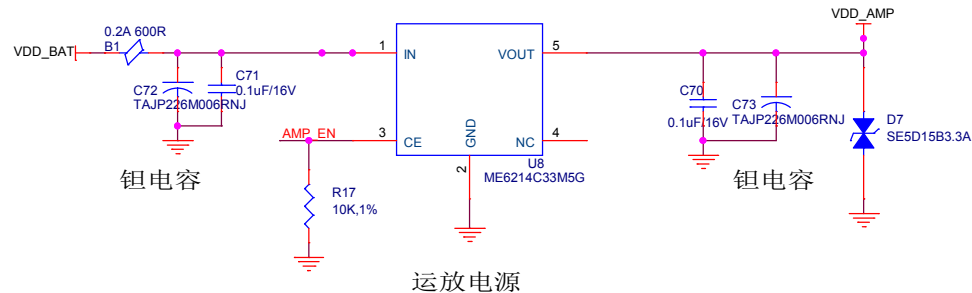 VDD_AMP
0.2A 600R
VDD_BAT
B1
1
IN
VOUT
5
C72
C71
0.1uF/16V
TAJP226M006RNJ
C70
0.1uF/16V
C73
TAJP226M006RNJ
D7
SE5D15B3.3A
AMP_EN
3
CE
GND
2
NC
4
U8
ME6214C33M5G
钽电容
R17
10K,1%
钽电容
运放电源